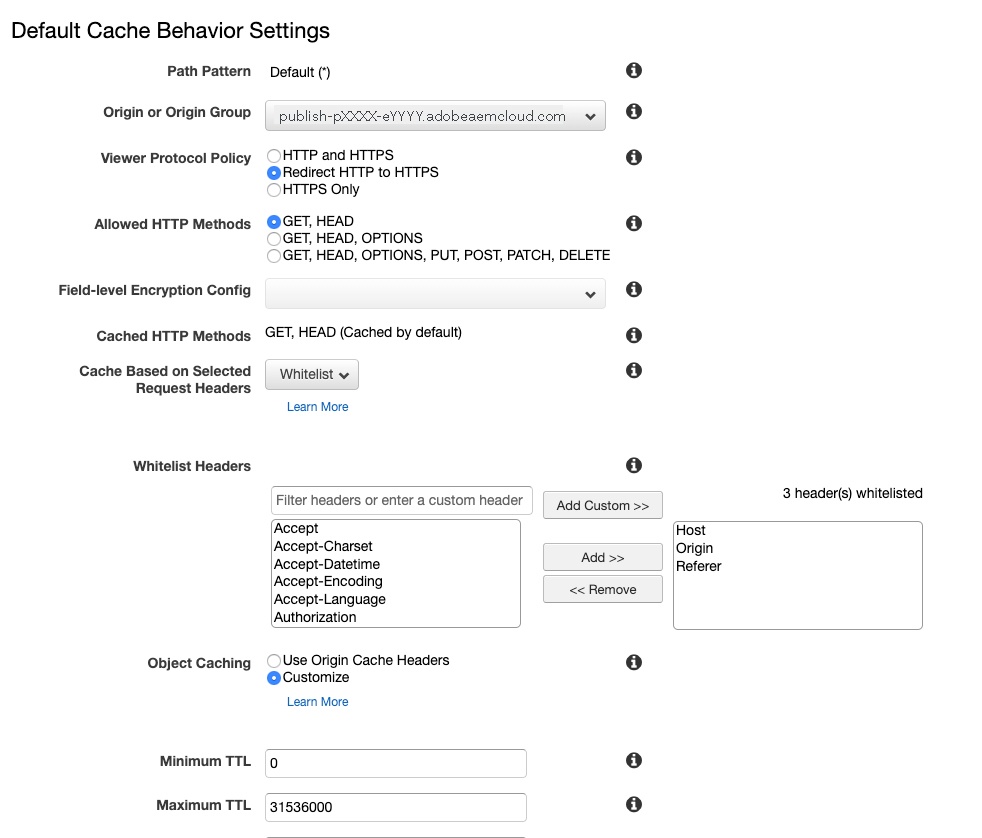 Default Cache Behavior Settings
Path Pattern Default (*)
Origin or Origin Group publish-pXXXX-eYYYY.adobeaemcloud.com
Viewer Protocol Policy HTTP and HTTPS
Redirect HTTP to HTTPS
HTTPS Only
Allowed HTTP Methods GET, HEAD
GET, HEAD, OPTIONS
GET, HEAD, OPTIONS, PUT, POST, PATCH, DELETE
Field-level Encryption Config
Cached HTTP Methods GET, HEAD (Cached by default)
Cache Based on Selected
Request Headers
Whitelist
Learn More
Whitelist Headers
3 header(s) whitelisted
Filter headers or enter a custom header
Add Custom >>
Accept
Accept-Charset
Accept-Datetime
Accept-Encoding
Accept-Language
Authorization
Add >>
<< Remove
Host
Origin
Referer
Object Caching Use Origin Cache Headers
Customize
Learn More
Minimum TTL 0
Maximum TTL 31536000